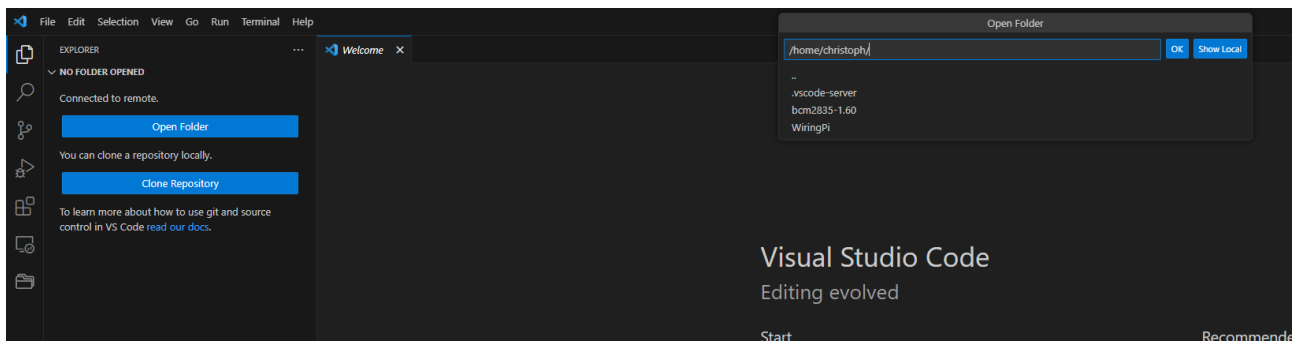 File Edit Selection View Go Run Terminal Help
Open Folder
EXPLORER ...
Welcome
/home/christoph/
OK
Show Local
NO FOLDER OPENED
..
.vscode-server
bcm2835-1.60
WiringPi
Connected to remote.
Open Folder
You can clone a repository locally.
Clone Repository
To learn more about how to use git and source
control in VS Code read our docs.
Visual Studio Code
Editing evolved
Start
Recommende